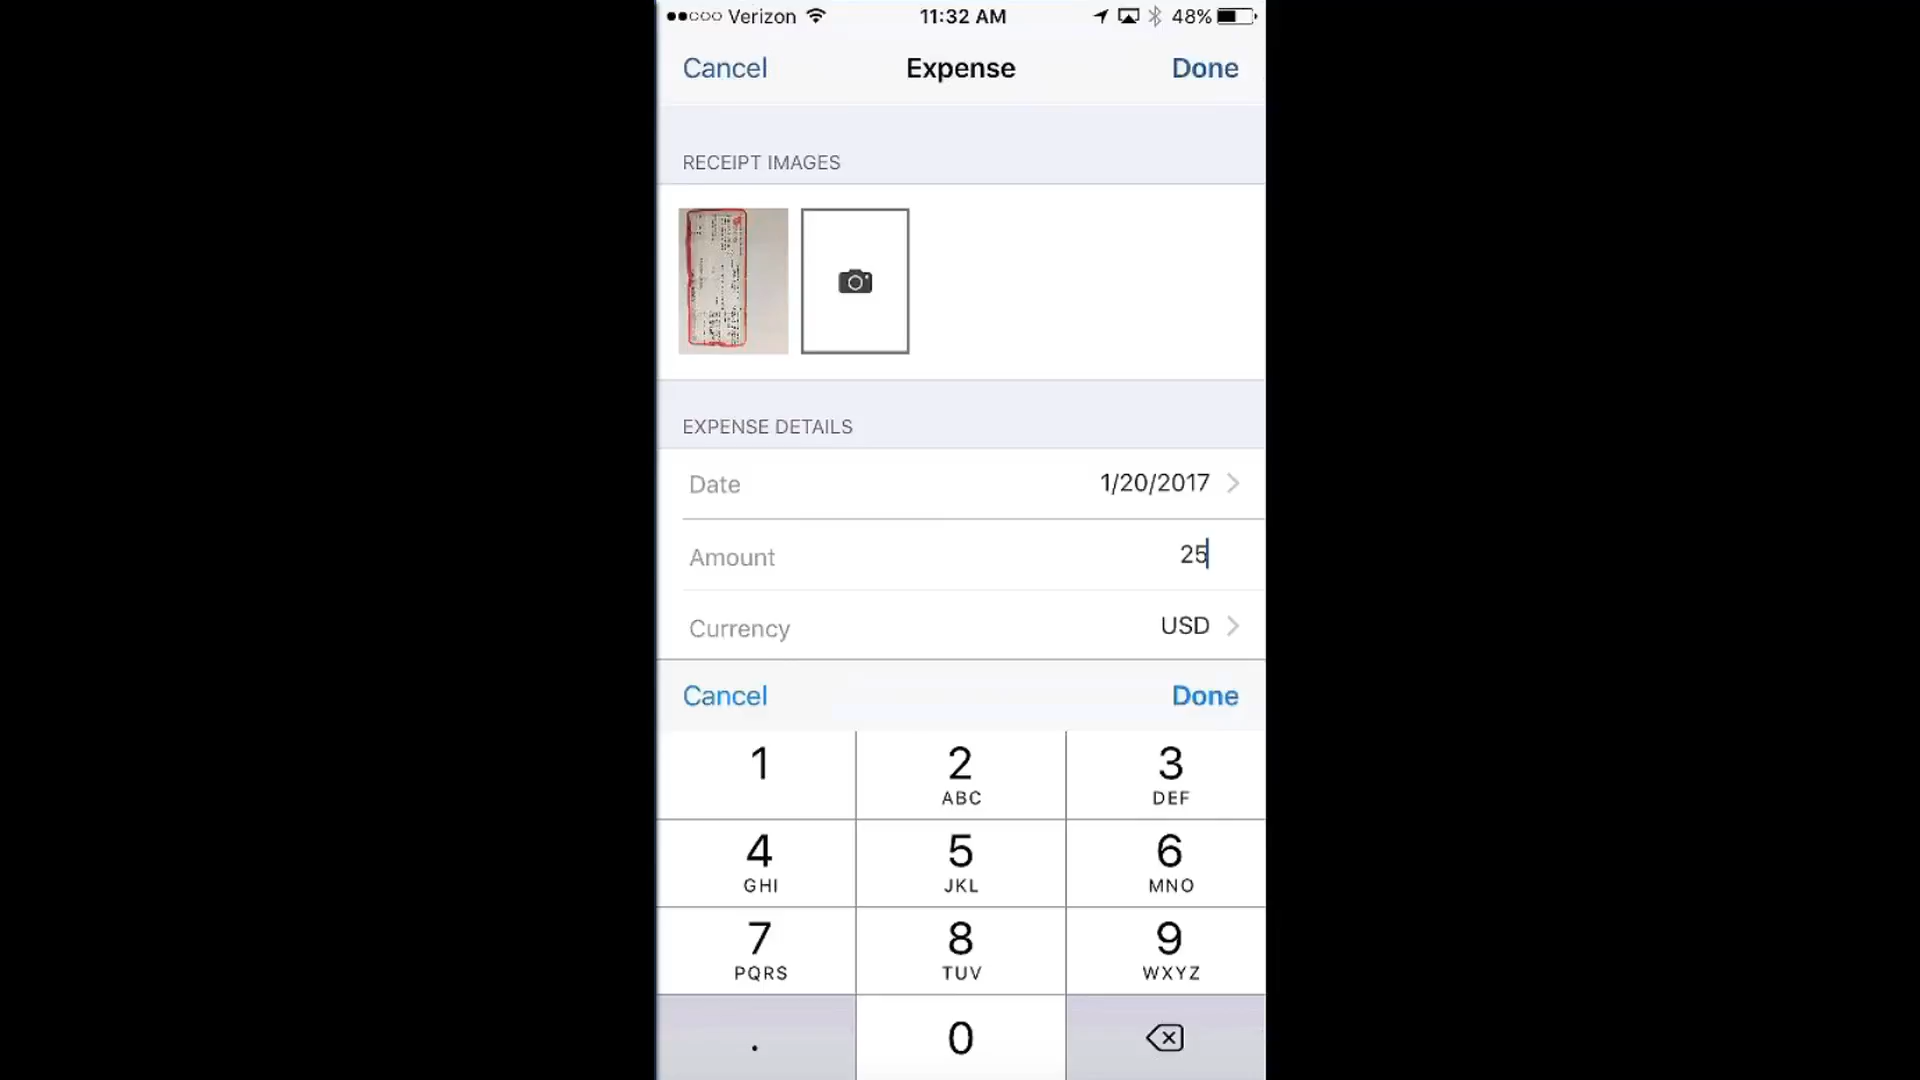 Verizon 11:32 AM 48%
Cancel Expense Done
RECEIPT IMAGES
EXPENSE DETAILS
Date 1/20/2017
Amount 25
Currency USD
Cancel Done
1 2 3
ABC DEF
4 5 6
GHI JKL MNO
7 8 9
PQRS TUV WXYZ
. 0